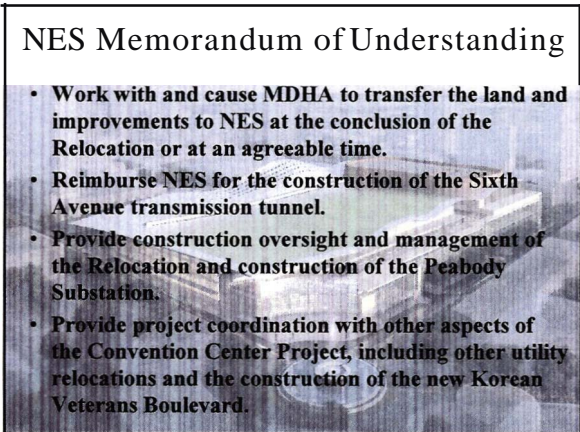 NES Memorandum of Understanding
• Work with and cause MDHA to transfer the land and
improvements to NES at the conclusion of the
Relocation or at an agreeable time.
• Reimburse NES for the construction of the Sixth
Avenue transmission tunnel.
• Provide construction oversight and management of
the Relocation and construction of the Peabody
Substation.
• Provide project coordination with other aspects of
the Convention Center Project, including other utility
relocations and the construction of the new Korean
Veterans Boulevard.